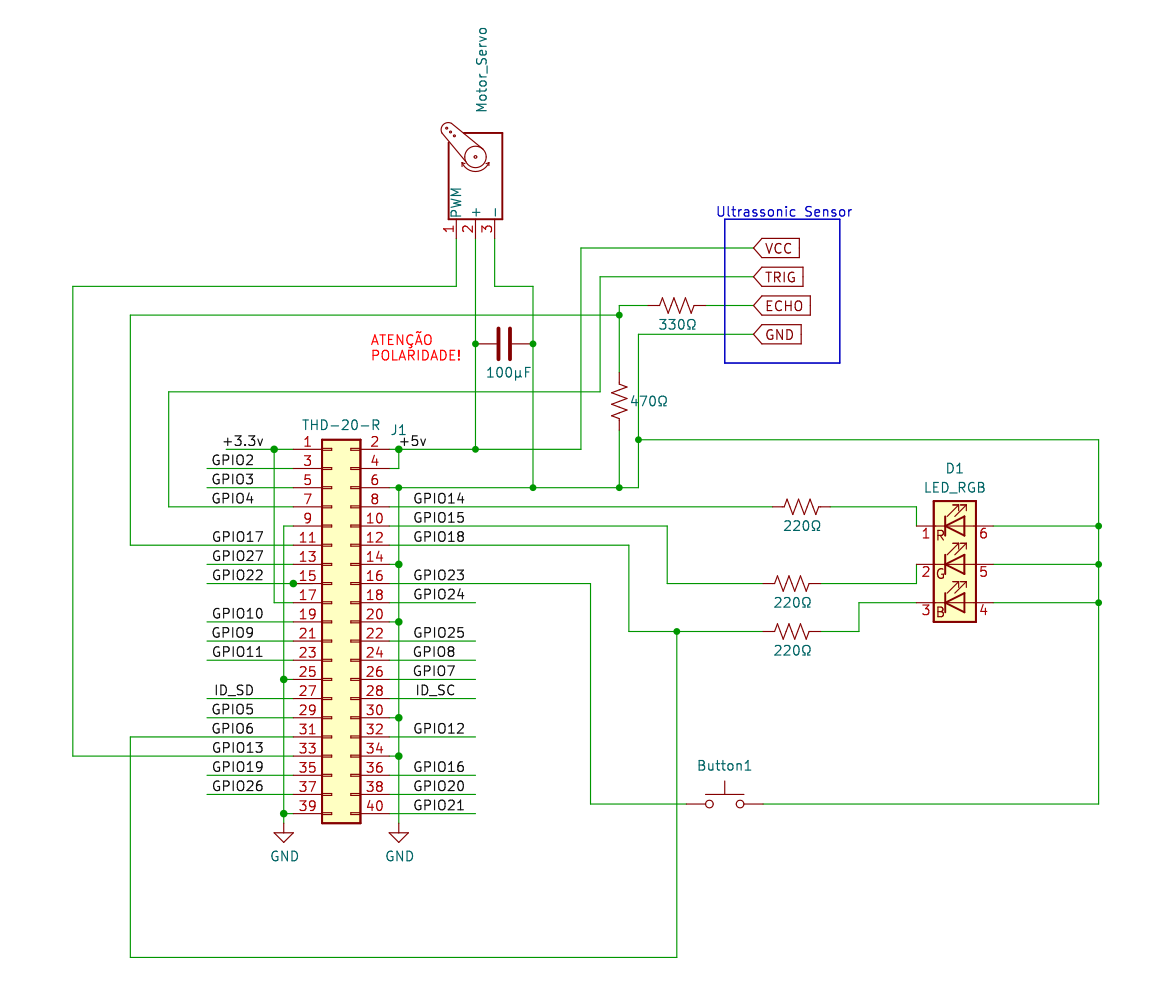 Motor_Servo
PWM
+
−
1
2
3
Ultrassonic Sensor
VCC
TRIG
ECHO
GND
330Ω
ATENÇÃO
POLARIDADE!
100µF
470Ω
THD-20-R
J1
+3.3v 1 2 +5v
GPIO2 3 4
GPIO3 5 6
GPIO4 7 8 GPIO14
9 10 GPIO15
GPIO17 11 12 GPIO18
GPIO27 13 14
GPIO22 15 16 GPIO23
17 18 GPIO24
GPIO10 19 20
GPIO9 21 22 GPIO25
GPIO11 23 24 GPIO8
25 26 GPIO7
ID_SD 27 28 ID_SC
GPIO5 29 30
GPIO6 31 32 GPIO12
GPIO13 33 34
GPIO19 35 36 GPIO16
GPIO26 37 38 GPIO20
39 40 GPIO21
GND
GND
220Ω
220Ω
220Ω
D1
LED_RGB
1 R 6
2 G 5
3 B 4
Button1